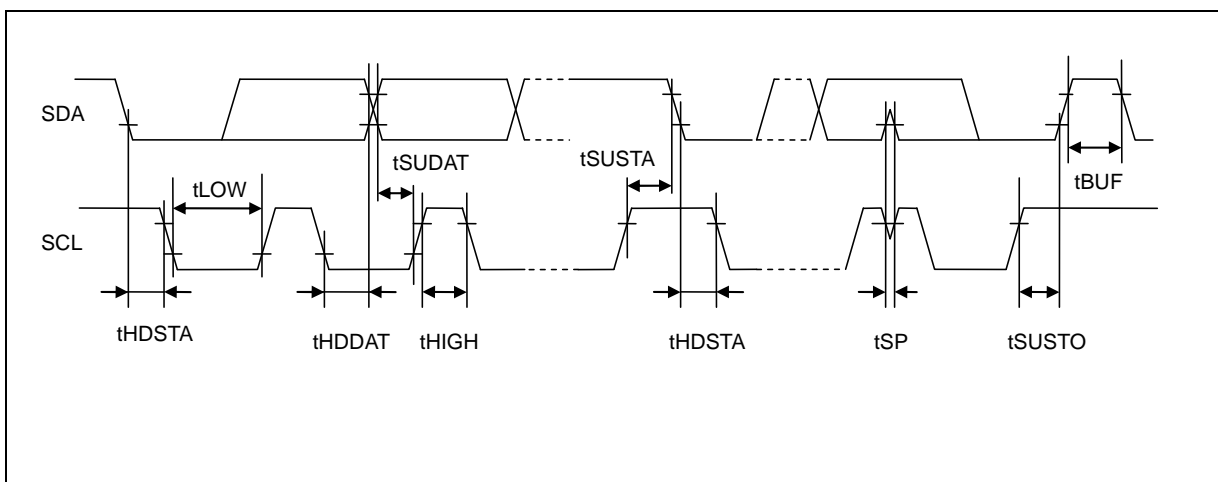 SDA
tSUDAT
tSUSTA
tLOW
tBUF
SCL
tHDSTA
tHDDAT
tHIGH
tHDSTA
tSP
tSUSTO